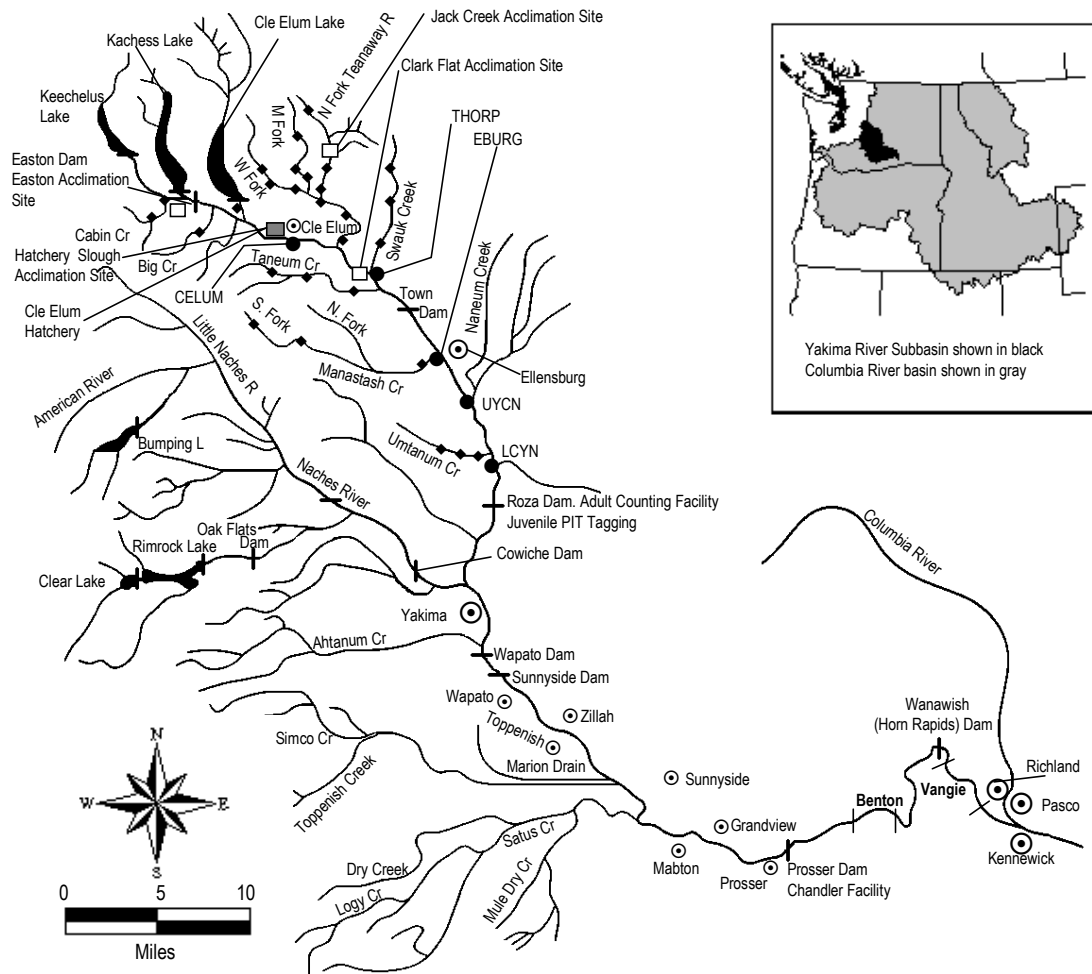 Cle Elum Lake
Kachess Lake
Keechelus
Lake
Jack Creek Acclimation Site
Clark Flat Acclimation Site
N Fork Teanaway R
M Fork
W Fork
THORP
EBURG
Easton Dam
Easton Acclimation
Site
Cle Elum
Cabin Cr
Hatchery Slough
Acclimation Site
Big Cr
CELUM
Cle Elum
Hatchery
Taneum Cr
Swauk Creek
Naneum Creek
Town
Dam
S. Fork
N. Fork
Manastash Cr
Ellensburg
Little Naches R
American River
Bumping L
UYCN
Umtanum Cr
LCYN
Naches River
Roza Dam. Adult Counting Facility
Juvenile PIT Tagging
Oak Flats
Dam
Rimrock Lake
Clear Lake
Cowiche Dam
Yakima
Ahtanum Cr
Wapato Dam
Sunnyside Dam
Wapato
Zillah
Toppenish
Marion Drain
Simco Cr
Toppenish Creek
Sunnyside
Satus Cr
Dry Creek
Logy Cr
Mule Dry Cr
Mabton
Grandview
Prosser
Prosser Dam
Chandler Facility
Benton
Vangie
Wanawish
(Horn Rapids) Dam
Columbia River
Richland
Pasco
Kennewick
Yakima River Subbasin shown in black
Columbia River basin shown in gray
N
W
E
S
0
5
10
Miles